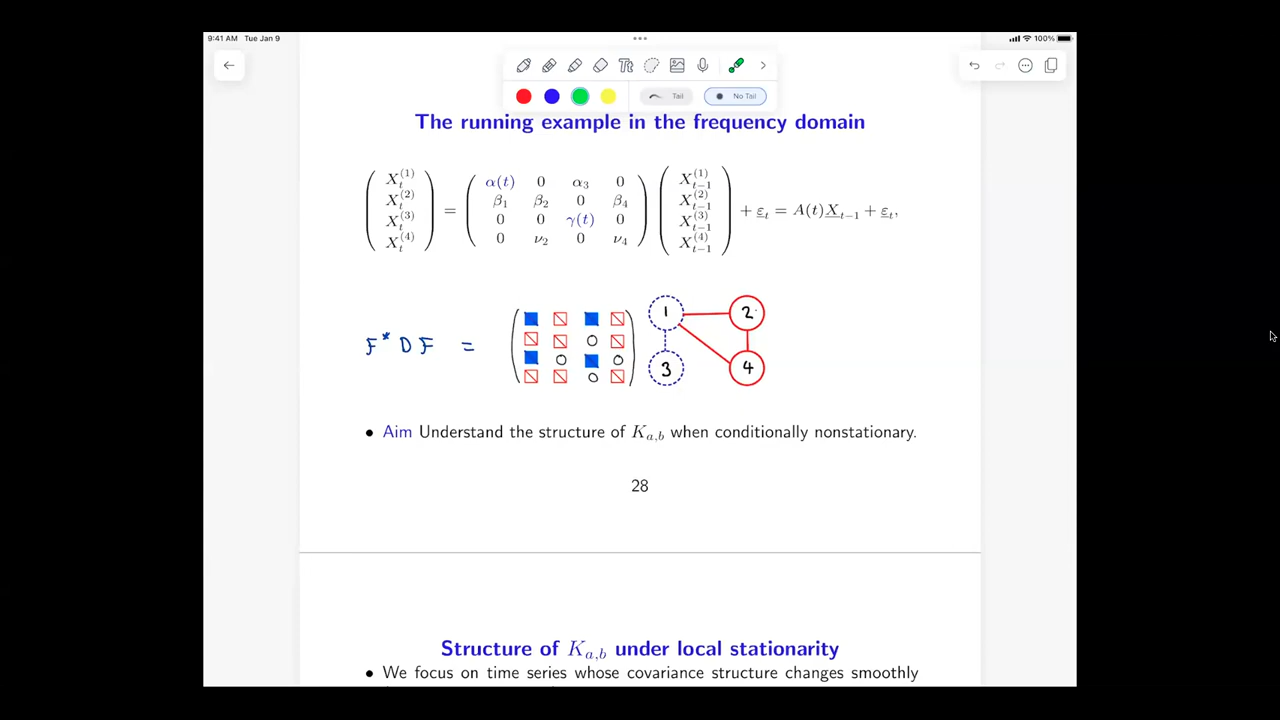 9:41 AM Tue Jan 9
100%
Tail
No Tail
The running example in the frequency domain
( X_t^{(1)} ; X_t^{(2)} ; X_t^{(3)} ; X_t^{(4)} ) = ( α(t) 0 α_3 0 ; β_1 β_2 0 β_4 ; 0 0 γ(t) 0 ; 0 ν_2 0 ν_4 ) ( X_{t-1}^{(1)} ; X_{t-1}^{(2)} ; X_{t-1}^{(3)} ; X_{t-1}^{(4)} ) + ε_t = A(t)X_{t-1} + ε_t,
F* D F =
0
0 0
0
1 2
3 4
• Aim Understand the structure of K_{a,b} when conditionally nonstationary.
28
Structure of K_{a,b} under local stationarity
• We focus on time series whose covariance structure changes smoothly